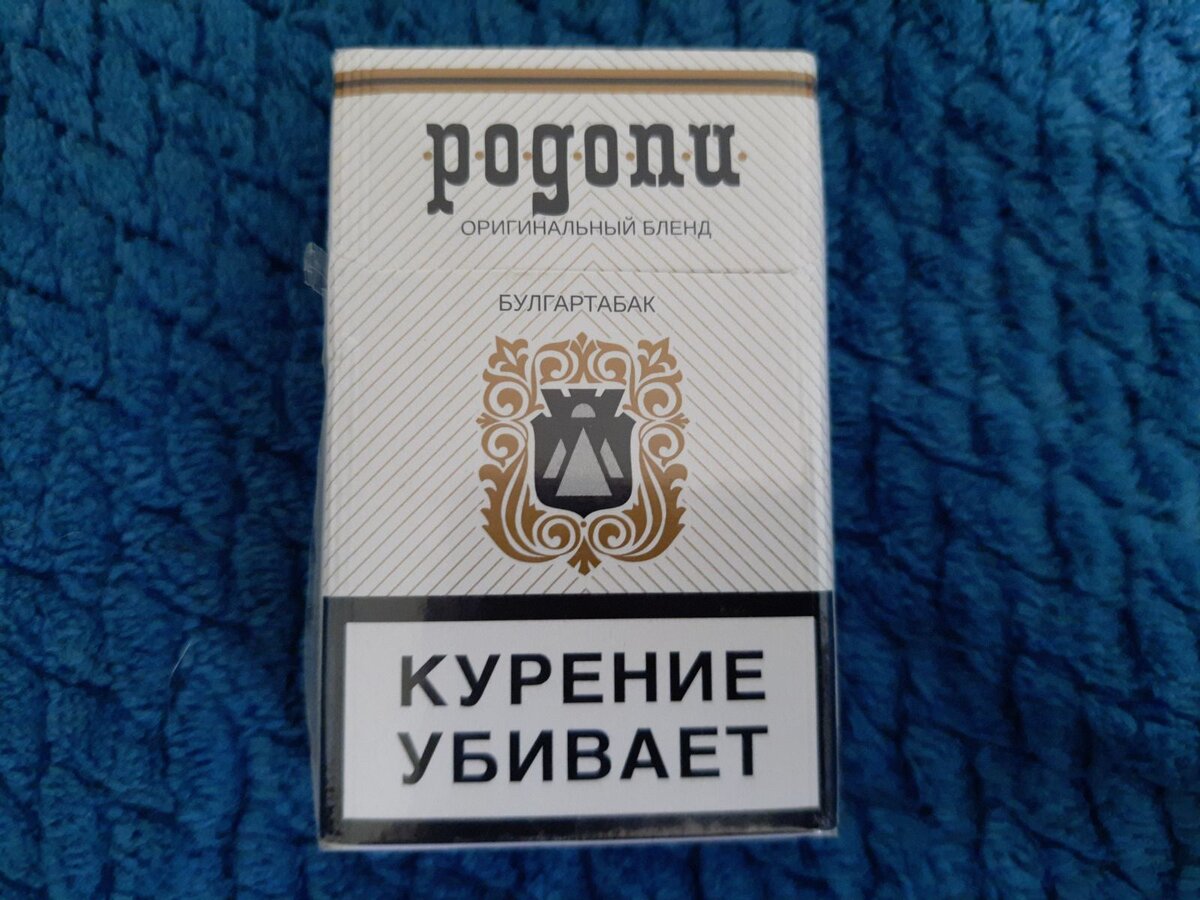 родопи
ОРИГИНАЛЬНЫЙ БЛЕНД
БУЛГАРТАБАК
КУРЕНИЕ
УБИВАЕТ